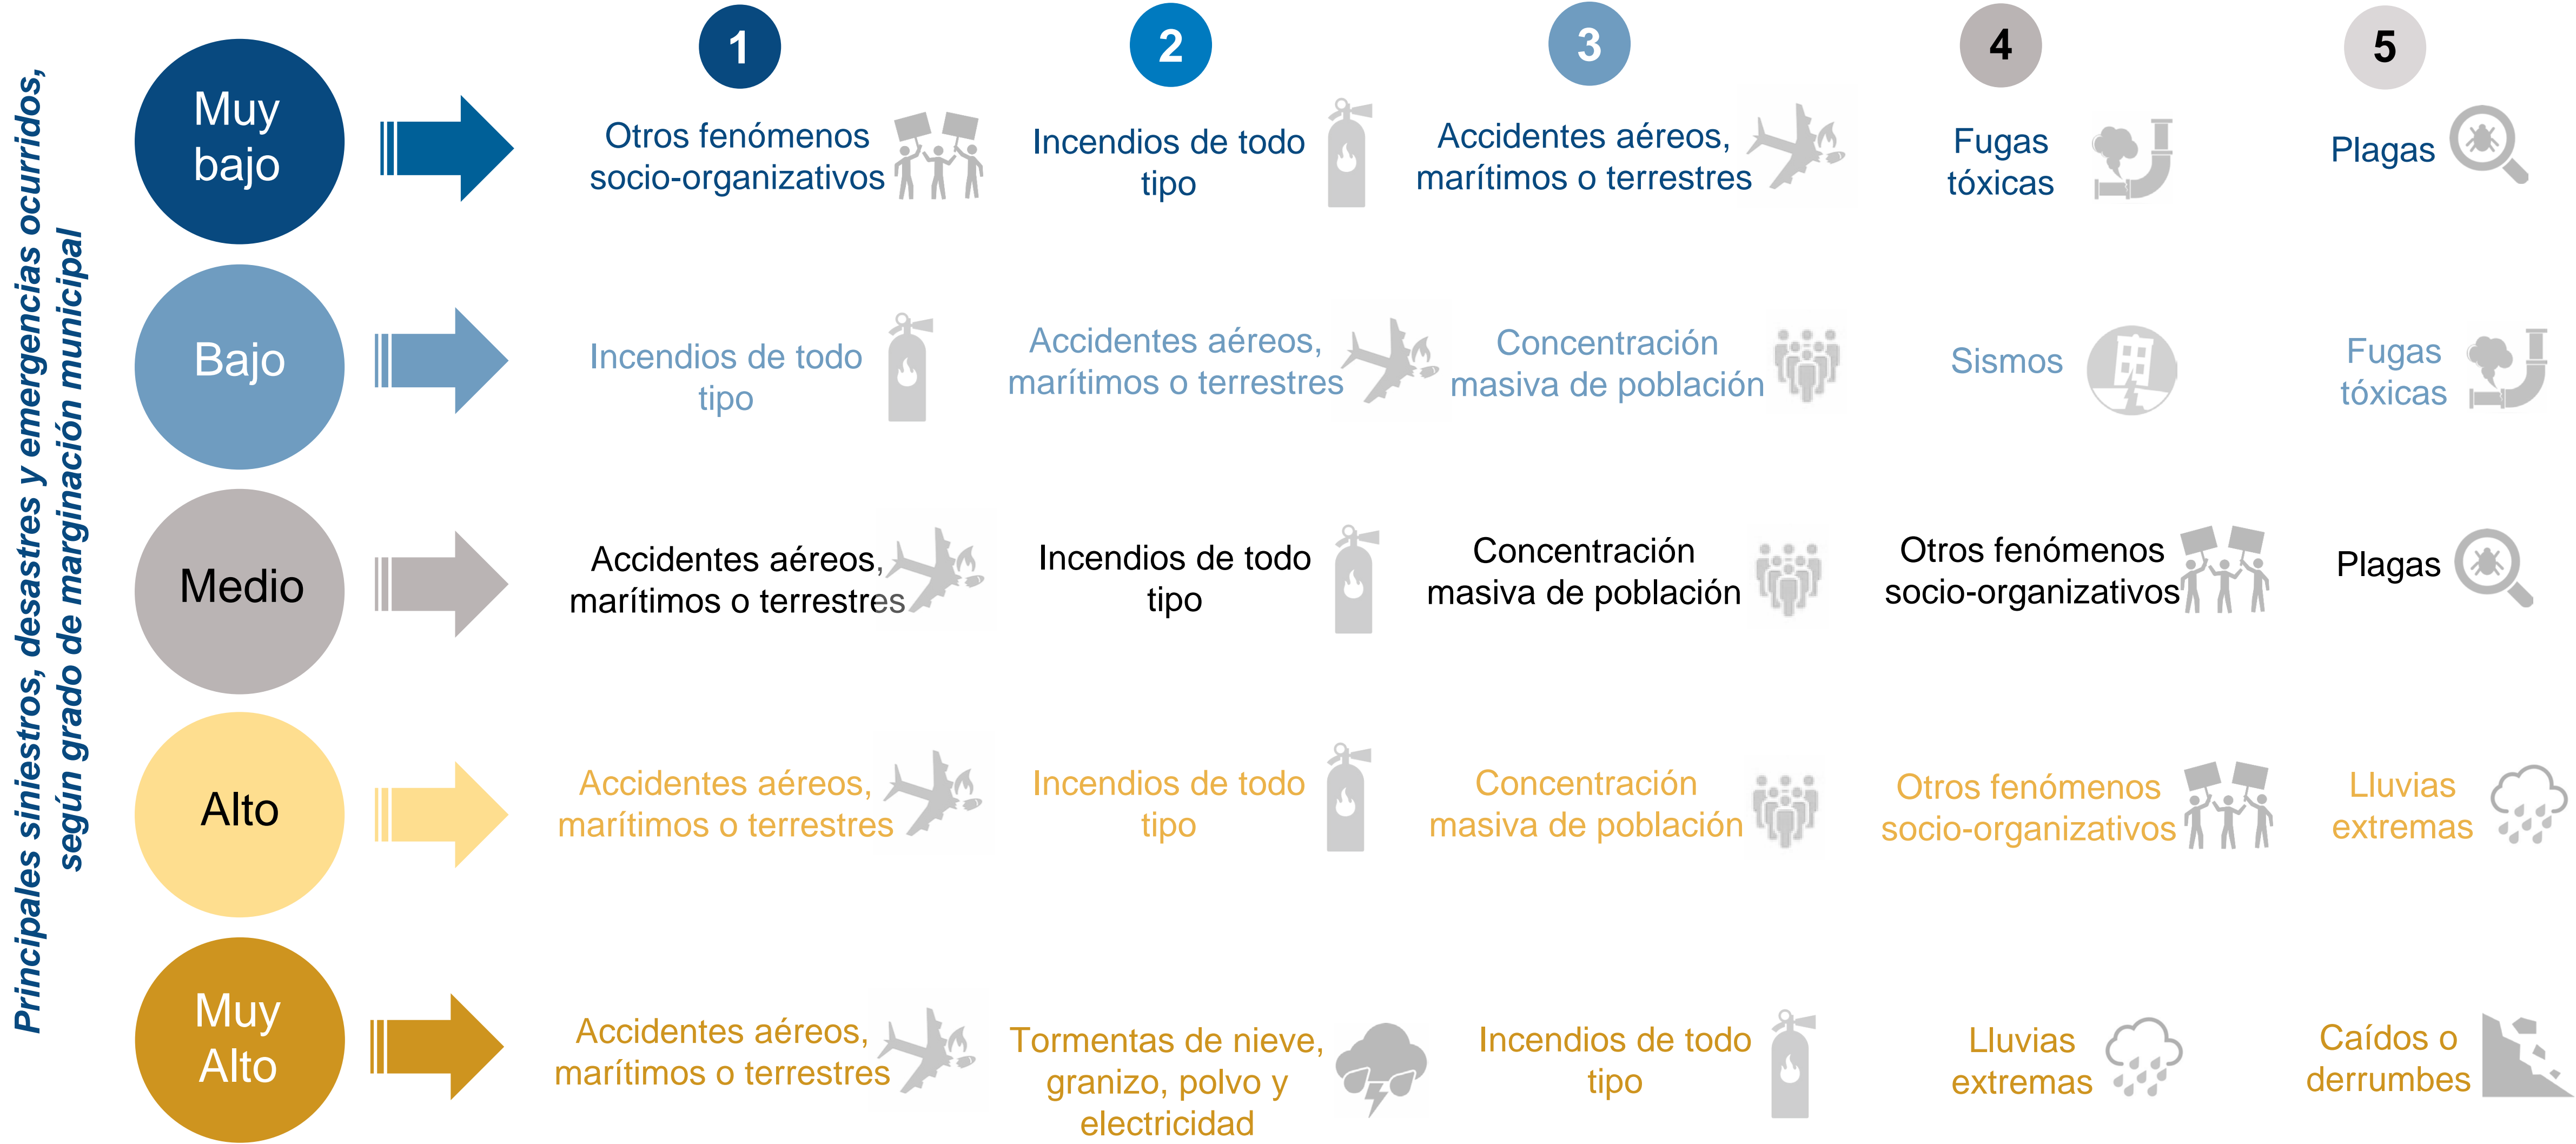 Principales siniestros, desastres y emergencias ocurridos,
según grado de marginación municipal
1
2
3
4
5
Muy
bajo
Otros fenómenos
socio-organizativos
Incendios de todo
tipo
Accidentes aéreos,
marítimos o terrestres
Fugas
tóxicas
Plagas
Bajo
Incendios de todo
tipo
Accidentes aéreos,
marítimos o terrestres
Concentración
masiva de población
Sismos
Fugas
tóxicas
Medio
Accidentes aéreos,
marítimos o terrestres
Incendios de todo
tipo
Concentración
masiva de población
Otros fenómenos
socio-organizativos
Plagas
Alto
Accidentes aéreos,
marítimos o terrestres
Incendios de todo
tipo
Concentración
masiva de población
Otros fenómenos
socio-organizativos
Lluvias
extremas
Muy
Alto
Accidentes aéreos,
marítimos o terrestres
Tormentas de nieve,
granizo, polvo y
electricidad
Incendios de todo
tipo
Lluvias
extremas
Caídos o
derrumbes